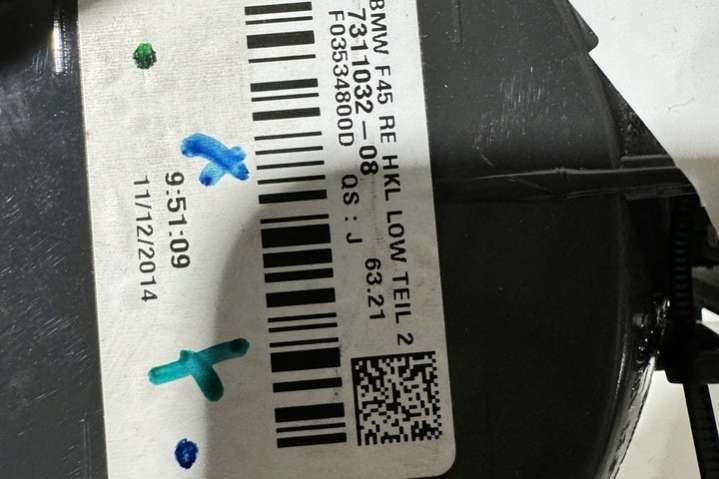 BMW F45 RE HKL LOW TEIL 2
7311032-08 63.21
F03534800D QS : J
9:51:09
11/12/2014